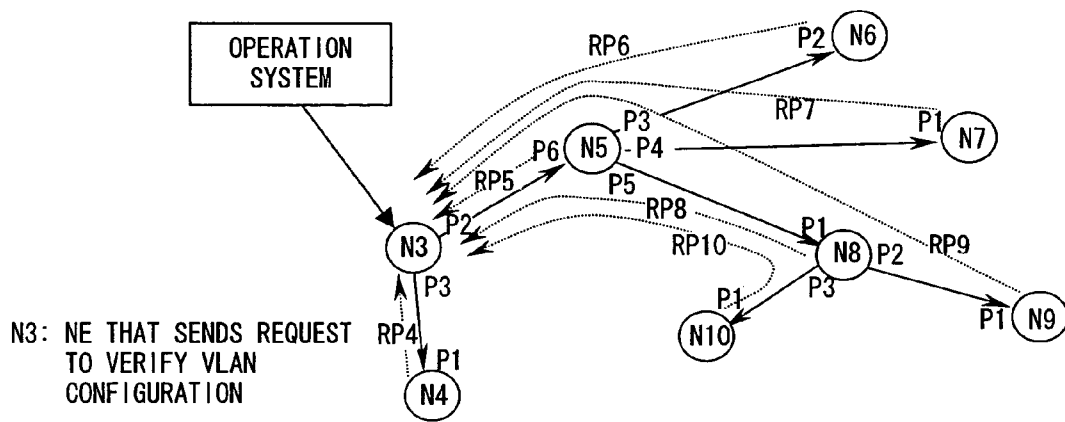 OPERATION
SYSTEM
RP6
P2
N6
RP7
P1
N7
P3
P6
N5
P4
RP5
P5
P2
RP8
P1
N3
RP10
N8
P2
RP9
P3
P3
P1
P1
N9
N3: NE THAT SENDS REQUEST
TO VERIFY VLAN
CONFIGURATION
RP4
N10
P1
N4